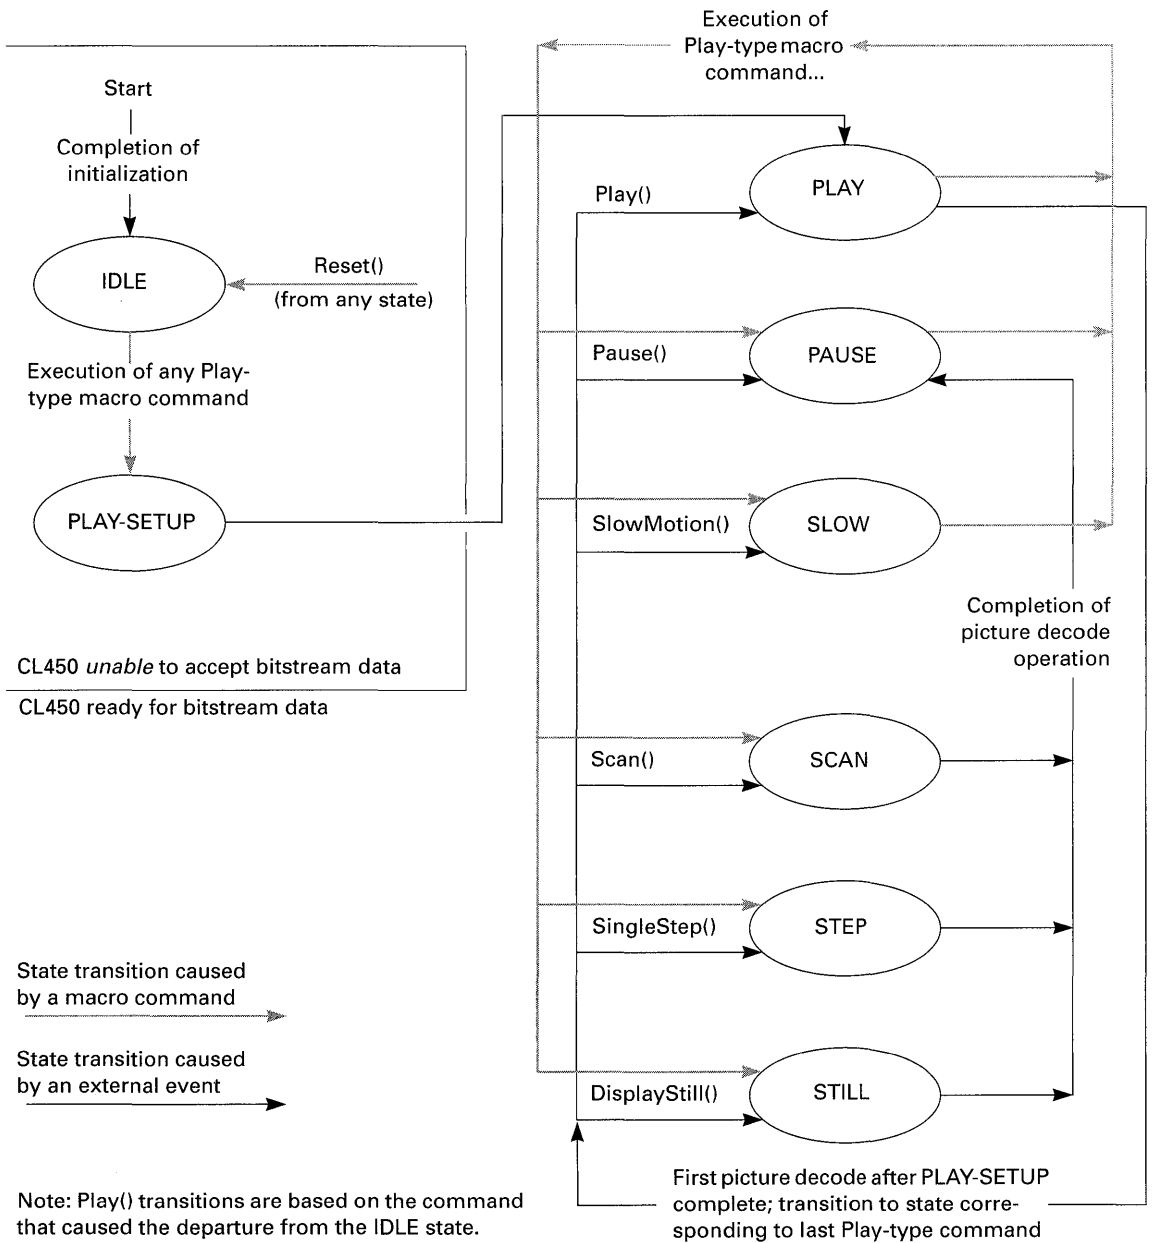 Execution of
Play-type macro
command...
Start
Completion of
initialization
PLAY
Play()
IDLE
Reset()
(from any state)
Pause()
PAUSE
Execution of any Play-
type macro command
PLAY-SETUP
SlowMotion()
SLOW
Completion of
picture decode
operation
CL450 unable to accept bitstream data
CL450 ready for bitstream data
Scan()
SCAN
SingleStep()
STEP
State transition caused
by a macro command
State transition caused
by an external event
DisplayStill()
STILL
First picture decode after PLAY-SETUP
complete; transition to state corre-
sponding to last Play-type command
Note: Play() transitions are based on the command
that caused the departure from the IDLE state.